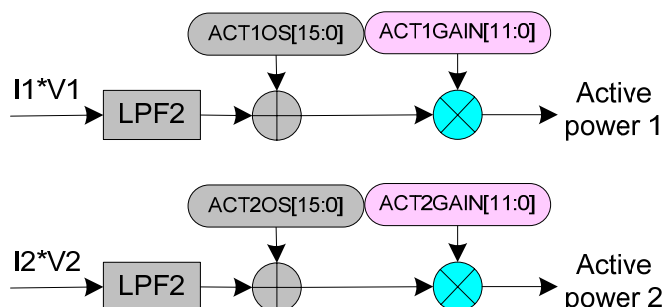 ACT1OS[15:0] ACT1GAIN[11:0]
I1*V1
LPF2
Active
power 1
ACT2OS[15:0] ACT2GAIN[11:0]
I2*V2
LPF2
Active
power 2